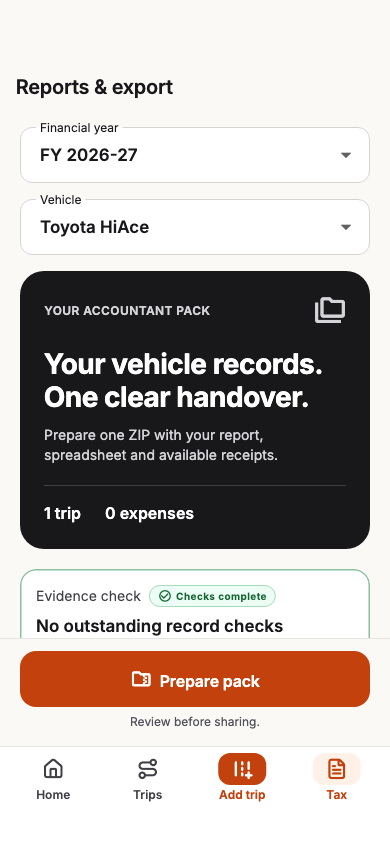 Reports & export
Financial year
FY 2026-27
Vehicle
Toyota HiAce
YOUR ACCOUNTANT PACK
Your vehicle records.
One clear handover.
Prepare one ZIP with your report,
spreadsheet and available receipts.
1 trip 0 expenses
Evidence check Checks complete
No outstanding record checks
Prepare pack
Review before sharing.
Home Trips Add trip Tax